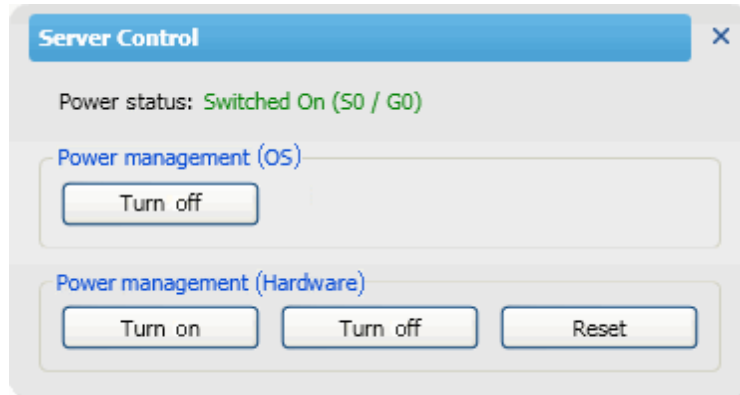 Server Control
Power status: Switched On (S0 / G0)
Power management (OS)
Turn off
Power management (Hardware)
Turn on Turn off Reset